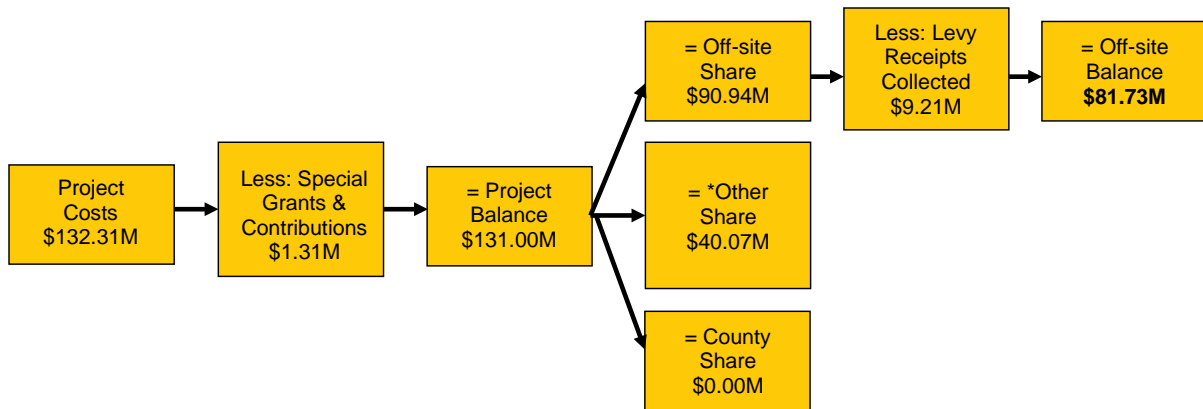 Project
Costs
$132.31M
Less: Special
Grants &
Contributions
$1.31M
= Project
Balance
$131.00M
= Off-site
Share
$90.94M
Less: Levy
Receipts
Collected
$9.21M
= Off-site
Balance
$81.73M
= *Other
Share
$40.07M
= County
Share
$0.00M